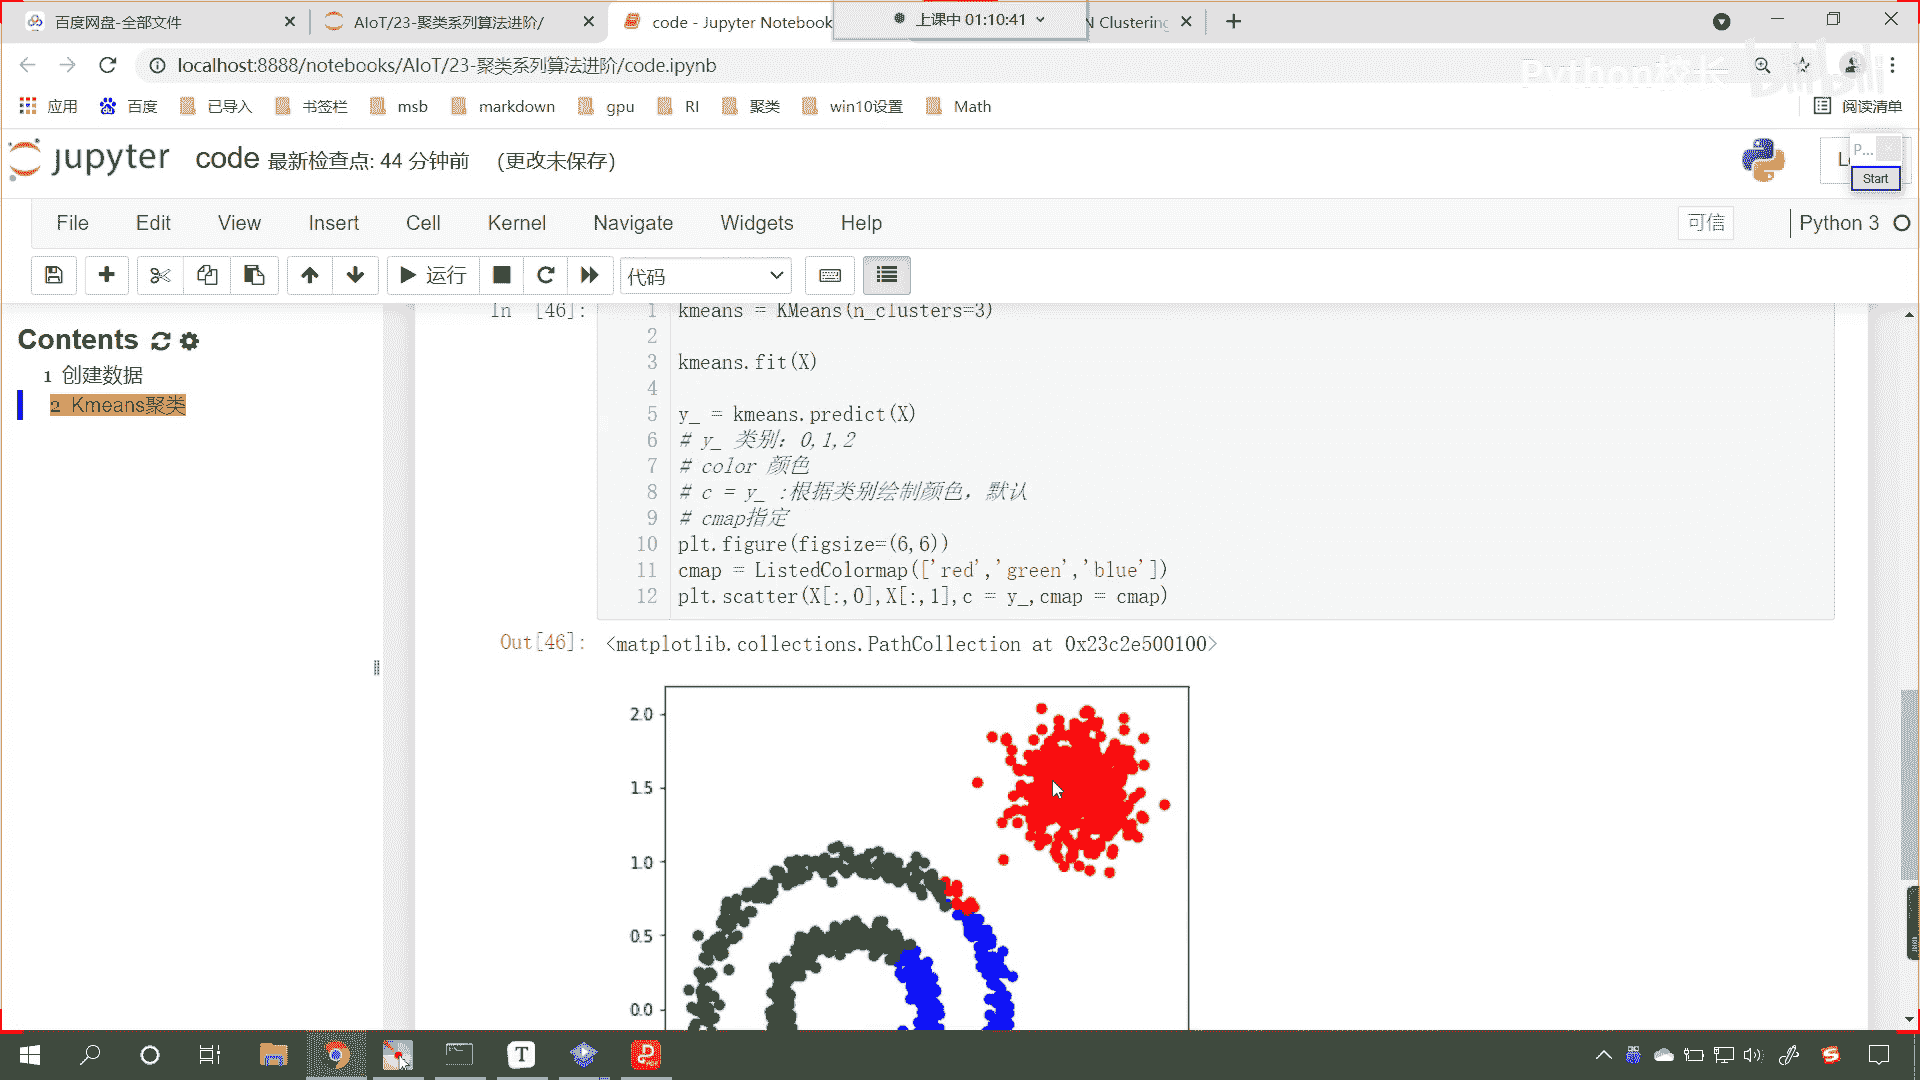 百度网盘-全部文件
AIoT/23-聚类系列算法进阶/
code - Jupyter Notebook
上课中 01:10:41
N Clustering
localhost:8888/notebooks/AIoT/23-聚类系列算法进阶/code.ipynb
Python校长
bilibili
应用 百度 已导入 书签栏 msb markdown gpu RI 聚类 win10设置 Math 阅读清单
jupyter code 最新检查点: 44 分钟前 (更改未保存)
P...
Start
File Edit View Insert Cell Kernel Navigate Widgets Help 可信 Python 3
运行 代码
Contents
1 创建数据
2 Kmeans聚类
In [46]:
1 kmeans = KMeans(n_clusters=3)
2
3 kmeans.fit(X)
4
5 y_ = kmeans.predict(X)
6 # y_ 类别：0,1,2
7 # color 颜色
8 # c = y_ :根据类别绘制颜色，默认
9 # cmap指定
10 plt.figure(figsize=(6,6))
11 cmap = ListedColormap(['red','green','blue'])
12 plt.scatter(X[:,0],X[:,1],c = y_,cmap = cmap)
Out[46]: <matplotlib.collections.PathCollection at 0x23c2e500100>
2.0
1.5
1.0
0.5
0.0